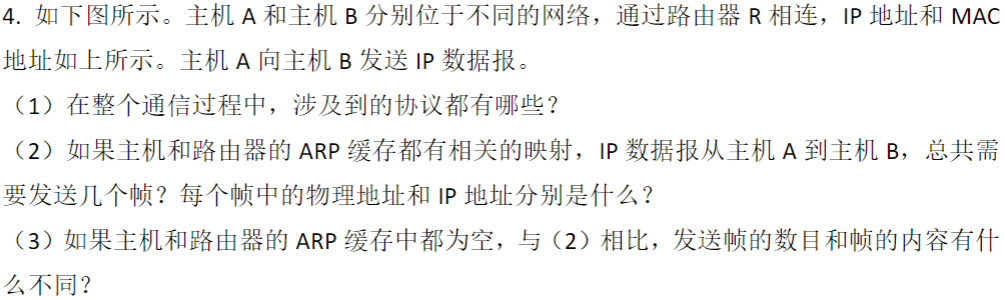 4. 如下图所示。主机 A 和主机 B 分别位于不同的网络，通过路由器 R 相连，IP 地址和 MAC
地址如上所示。主机 A 向主机 B 发送 IP 数据报。
（1）在整个通信过程中，涉及到的协议都有哪些？
（2）如果主机和路由器的 ARP 缓存都有相关的映射，IP 数据报从主机 A 到主机 B，总共需
要发送几个帧？每个帧中的物理地址和 IP 地址分别是什么？
（3）如果主机和路由器的 ARP 缓存中都为空，与（2）相比，发送帧的数目和帧的内容有什
么不同？